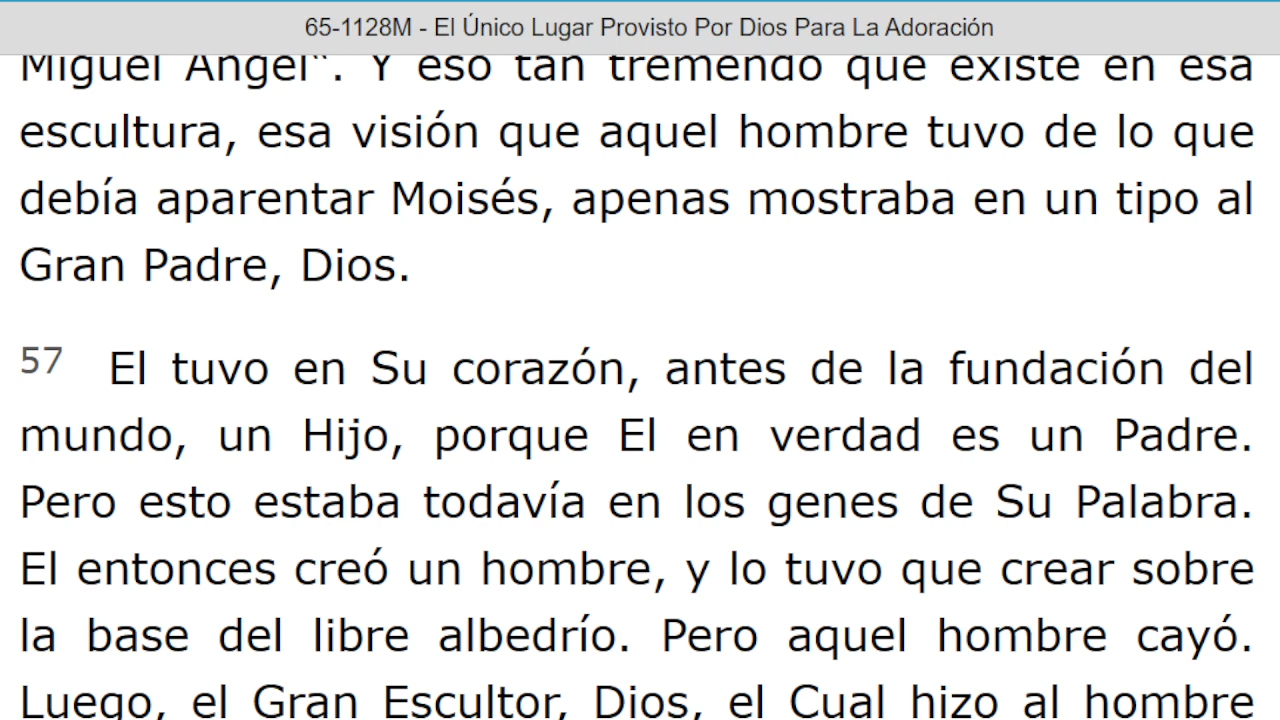 65-1128M - El Único Lugar Provisto Por Dios Para La Adoración
Miguel Angel". Y eso tan tremendo que existe en esa
escultura, esa visión que aquel hombre tuvo de lo que
debía aparentar Moisés, apenas mostraba en un tipo al
Gran Padre, Dios.
57 El tuvo en Su corazón, antes de la fundación del
mundo, un Hijo, porque El en verdad es un Padre.
Pero esto estaba todavía en los genes de Su Palabra.
El entonces creó un hombre, y lo tuvo que crear sobre
la base del libre albedrío. Pero aquel hombre cayó.
Luego, el Gran Escultor, Dios, el Cual hizo al hombre